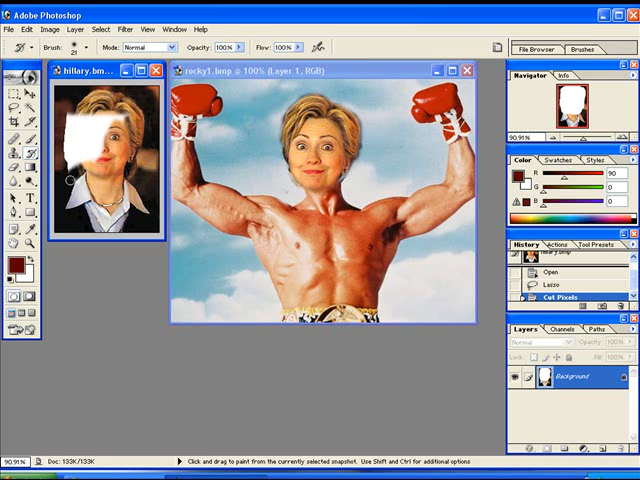 Adobe Photoshop
File Edit Image Layer Select Filter View Window Help
Brush: 21 Mode: Normal Opacity: 100% Flow: 100% File Browser Brushes
hillary.bm...
rocky1.bmp @ 100% (Layer 1, RGB)
Navigator Info
90.91%
Color Swatches Styles
R 90
G 0
B 0
History Actions Tool Presets
hillary.bmp
Open
Lasso
Cut Pixels
Layers Channels Paths
Normal Opacity: 100%
Lock: Fill: 100%
Background
90.91% Doc: 133K/133K Click and drag to paint from the currently selected snapshot. Use Shift and Ctrl for additional options